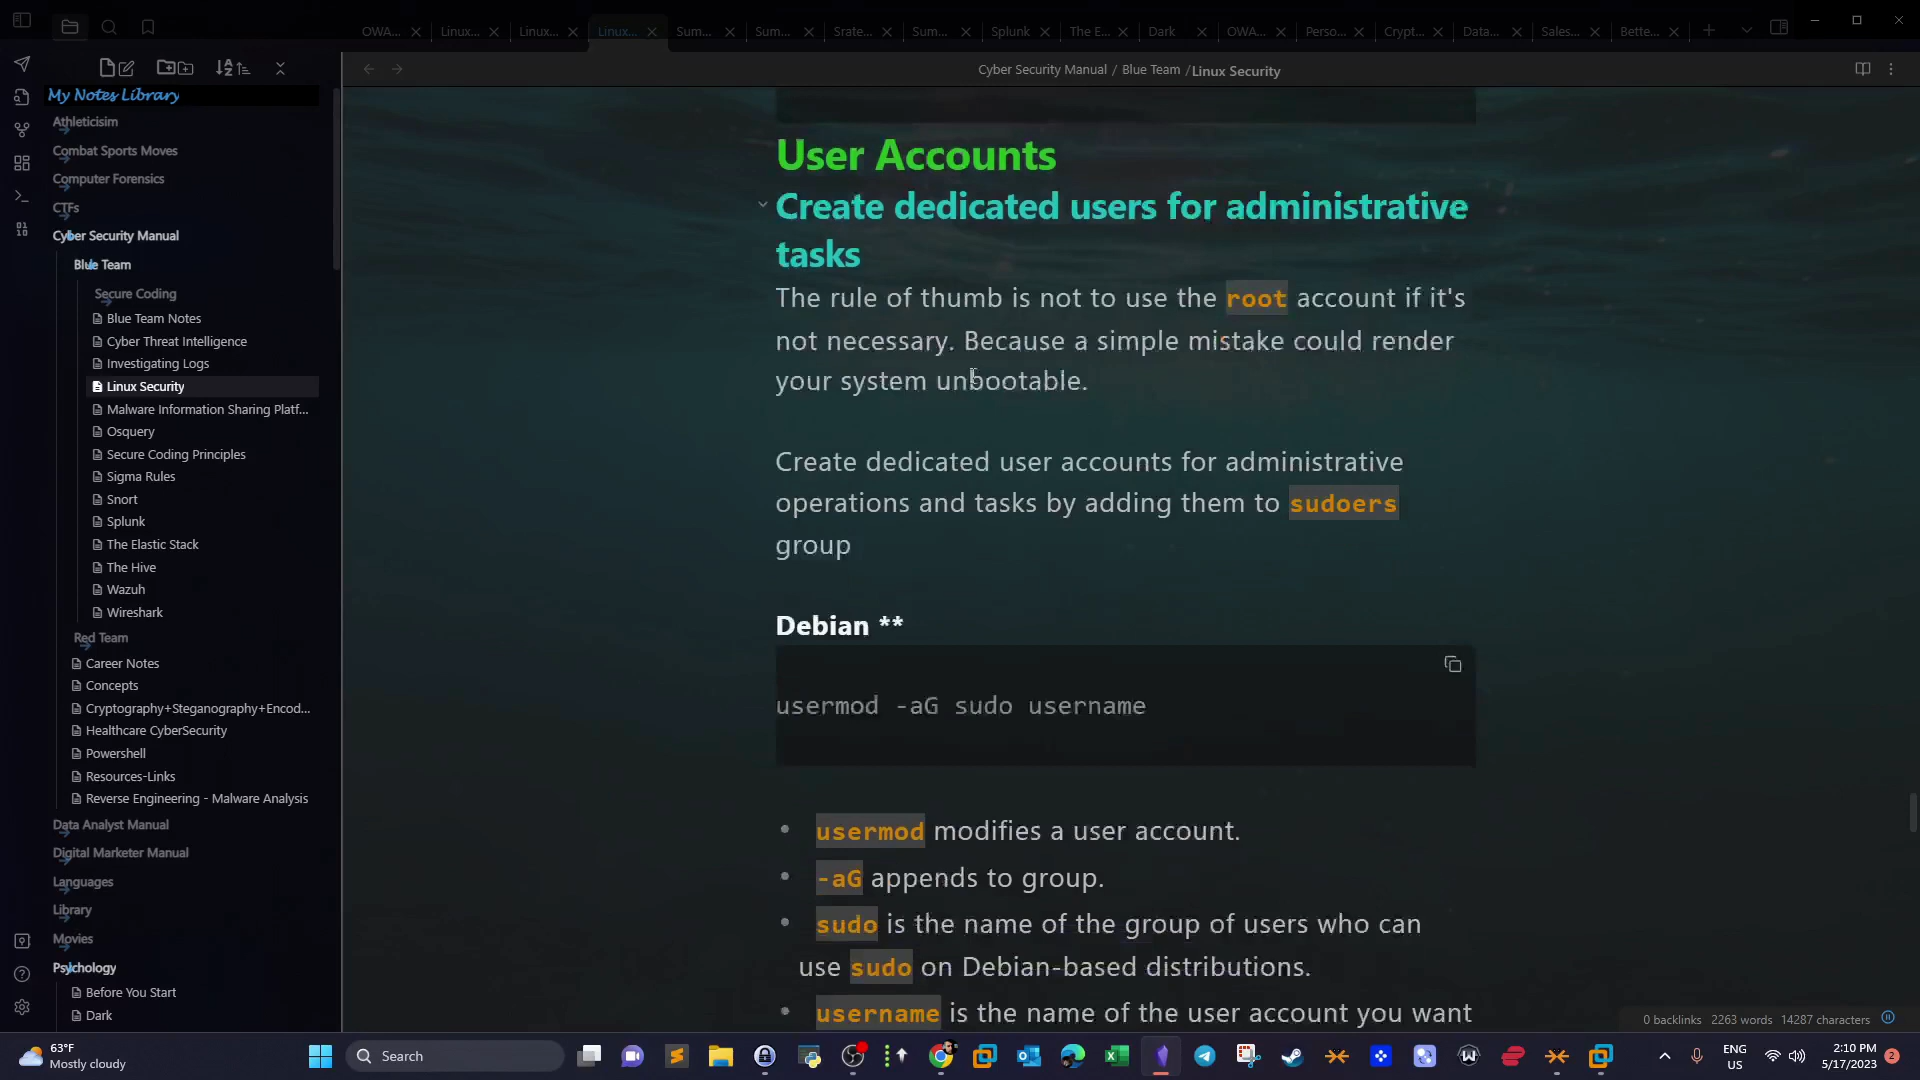 OWA...
Linux...
Linux...
Linux...
Sum...
Sum...
Srate...
Sum...
Splunk
The E...
Dark
OWA...
Perso...
Crypt...
Data...
Sales...
Bette...
Cyber Security Manual / Blue Team / Linux Security
My Notes Library
Athleticisim
Combat Sports Moves
Computer Forensics
CTFs
Cyber Security Manual
Blue Team
Secure Coding
Blue Team Notes
Cyber Threat Intelligence
Investigating Logs
Linux Security
Malware Information Sharing Platf...
Osquery
Secure Coding Principles
Sigma Rules
Snort
Splunk
The Elastic Stack
The Hive
Wazuh
Wireshark
Red Team
Career Notes
Concepts
Cryptography+Steganography+Encod...
Healthcare CyberSecurity
Powershell
Resources-Links
Reverse Engineering - Malware Analysis
Data Analyst Manual
Digital Marketer Manual
Languages
Library
Movies
Psychology
Before You Start
Dark
User Accounts
Create dedicated users for administrative
tasks
The rule of thumb is not to use the root account if it's
not necessary. Because a simple mistake could render
your system unbootable.
Create dedicated user accounts for administrative
operations and tasks by adding them to sudoers
group
Debian **
usermod -aG sudo username
usermod modifies a user account.
-aG appends to group.
sudo is the name of the group of users who can
use sudo on Debian-based distributions.
username is the name of the user account you want
0 backlinks 2263 words 14287 characters
63°F
Mostly cloudy
Search
ENG
US
2:10 PM
5/17/2023
2